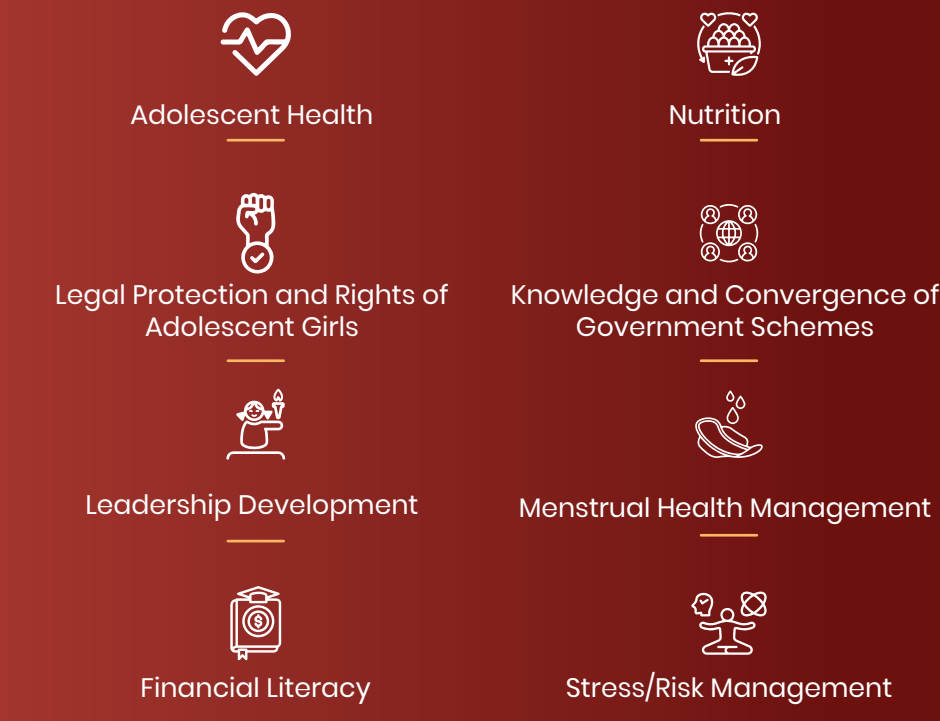 Adolescent Health
Nutrition
Legal Protection and Rights of
Adolescent Girls
Knowledge and Convergence of
Government Schemes
Leadership Development
Menstrual Health Management
Financial Literacy
Stress/Risk Management